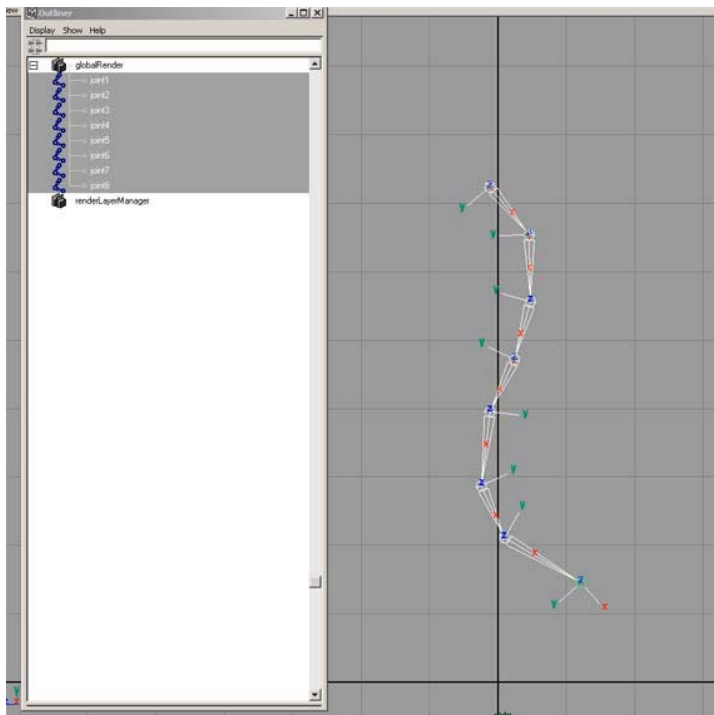 Outliner
Display Show Help
globalRender
joint1
joint2
joint3
joint4
joint5
joint6
joint7
joint8
renderLayerManager
z
y
x
y
x
y
z
x
y
x
z
y
x
z
y
x
y
z
x
z
y
x
y
x